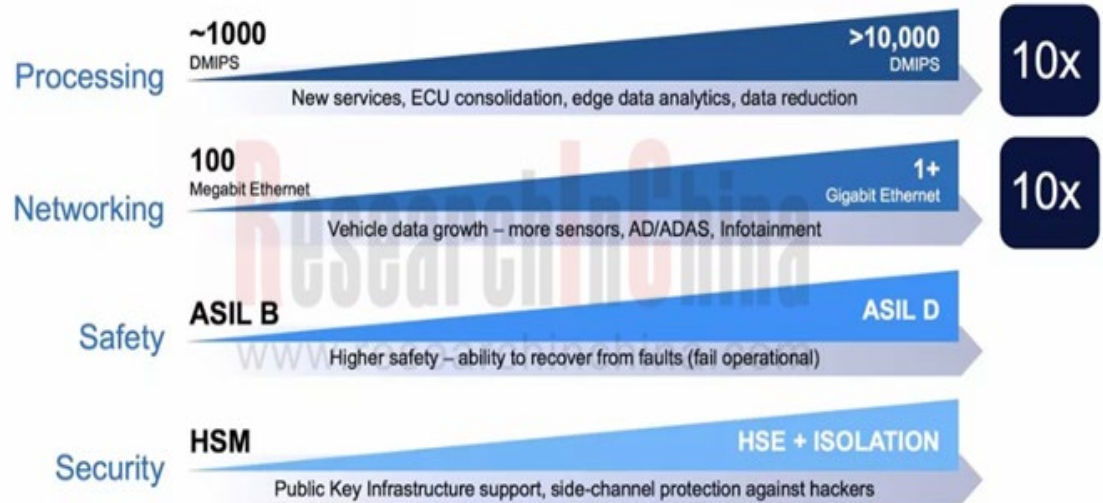 ~1000
DMIPS
>10,000
DMIPS
10x
Processing
New services, ECU consolidation, edge data analytics, data reduction
100
Megabit Ethernet
1+
Gigabit Ethernet
10x
Networking
Vehicle data growth – more sensors, AD/ADAS, Infotainment
ResearchInChina
ASIL B
ASIL D
Safety
www.researchinchina.com
Higher safety – ability to recover from faults (fail operational)
HSM
HSE + ISOLATION
Security
Public Key Infrastructure support, side-channel protection against hackers